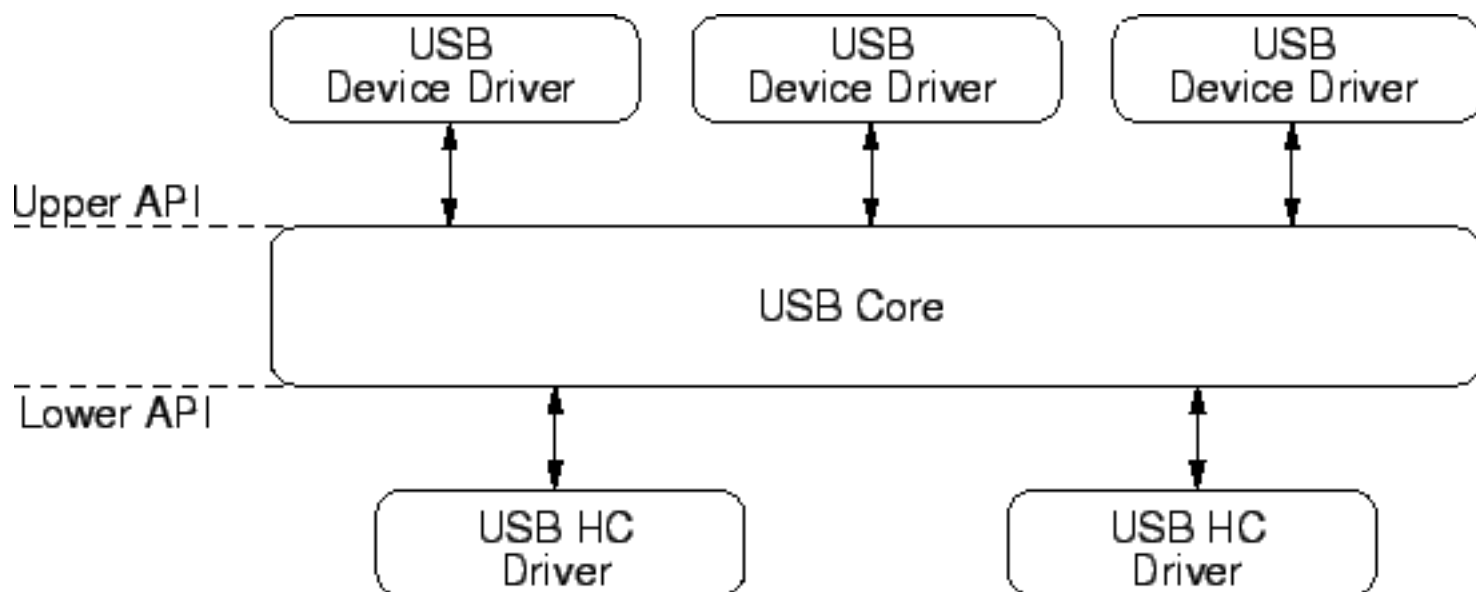 USB
Device Driver
USB
Device Driver
USB
Device Driver
Upper API
USB Core
Lower API
USB HC
Driver
USB HC
Driver